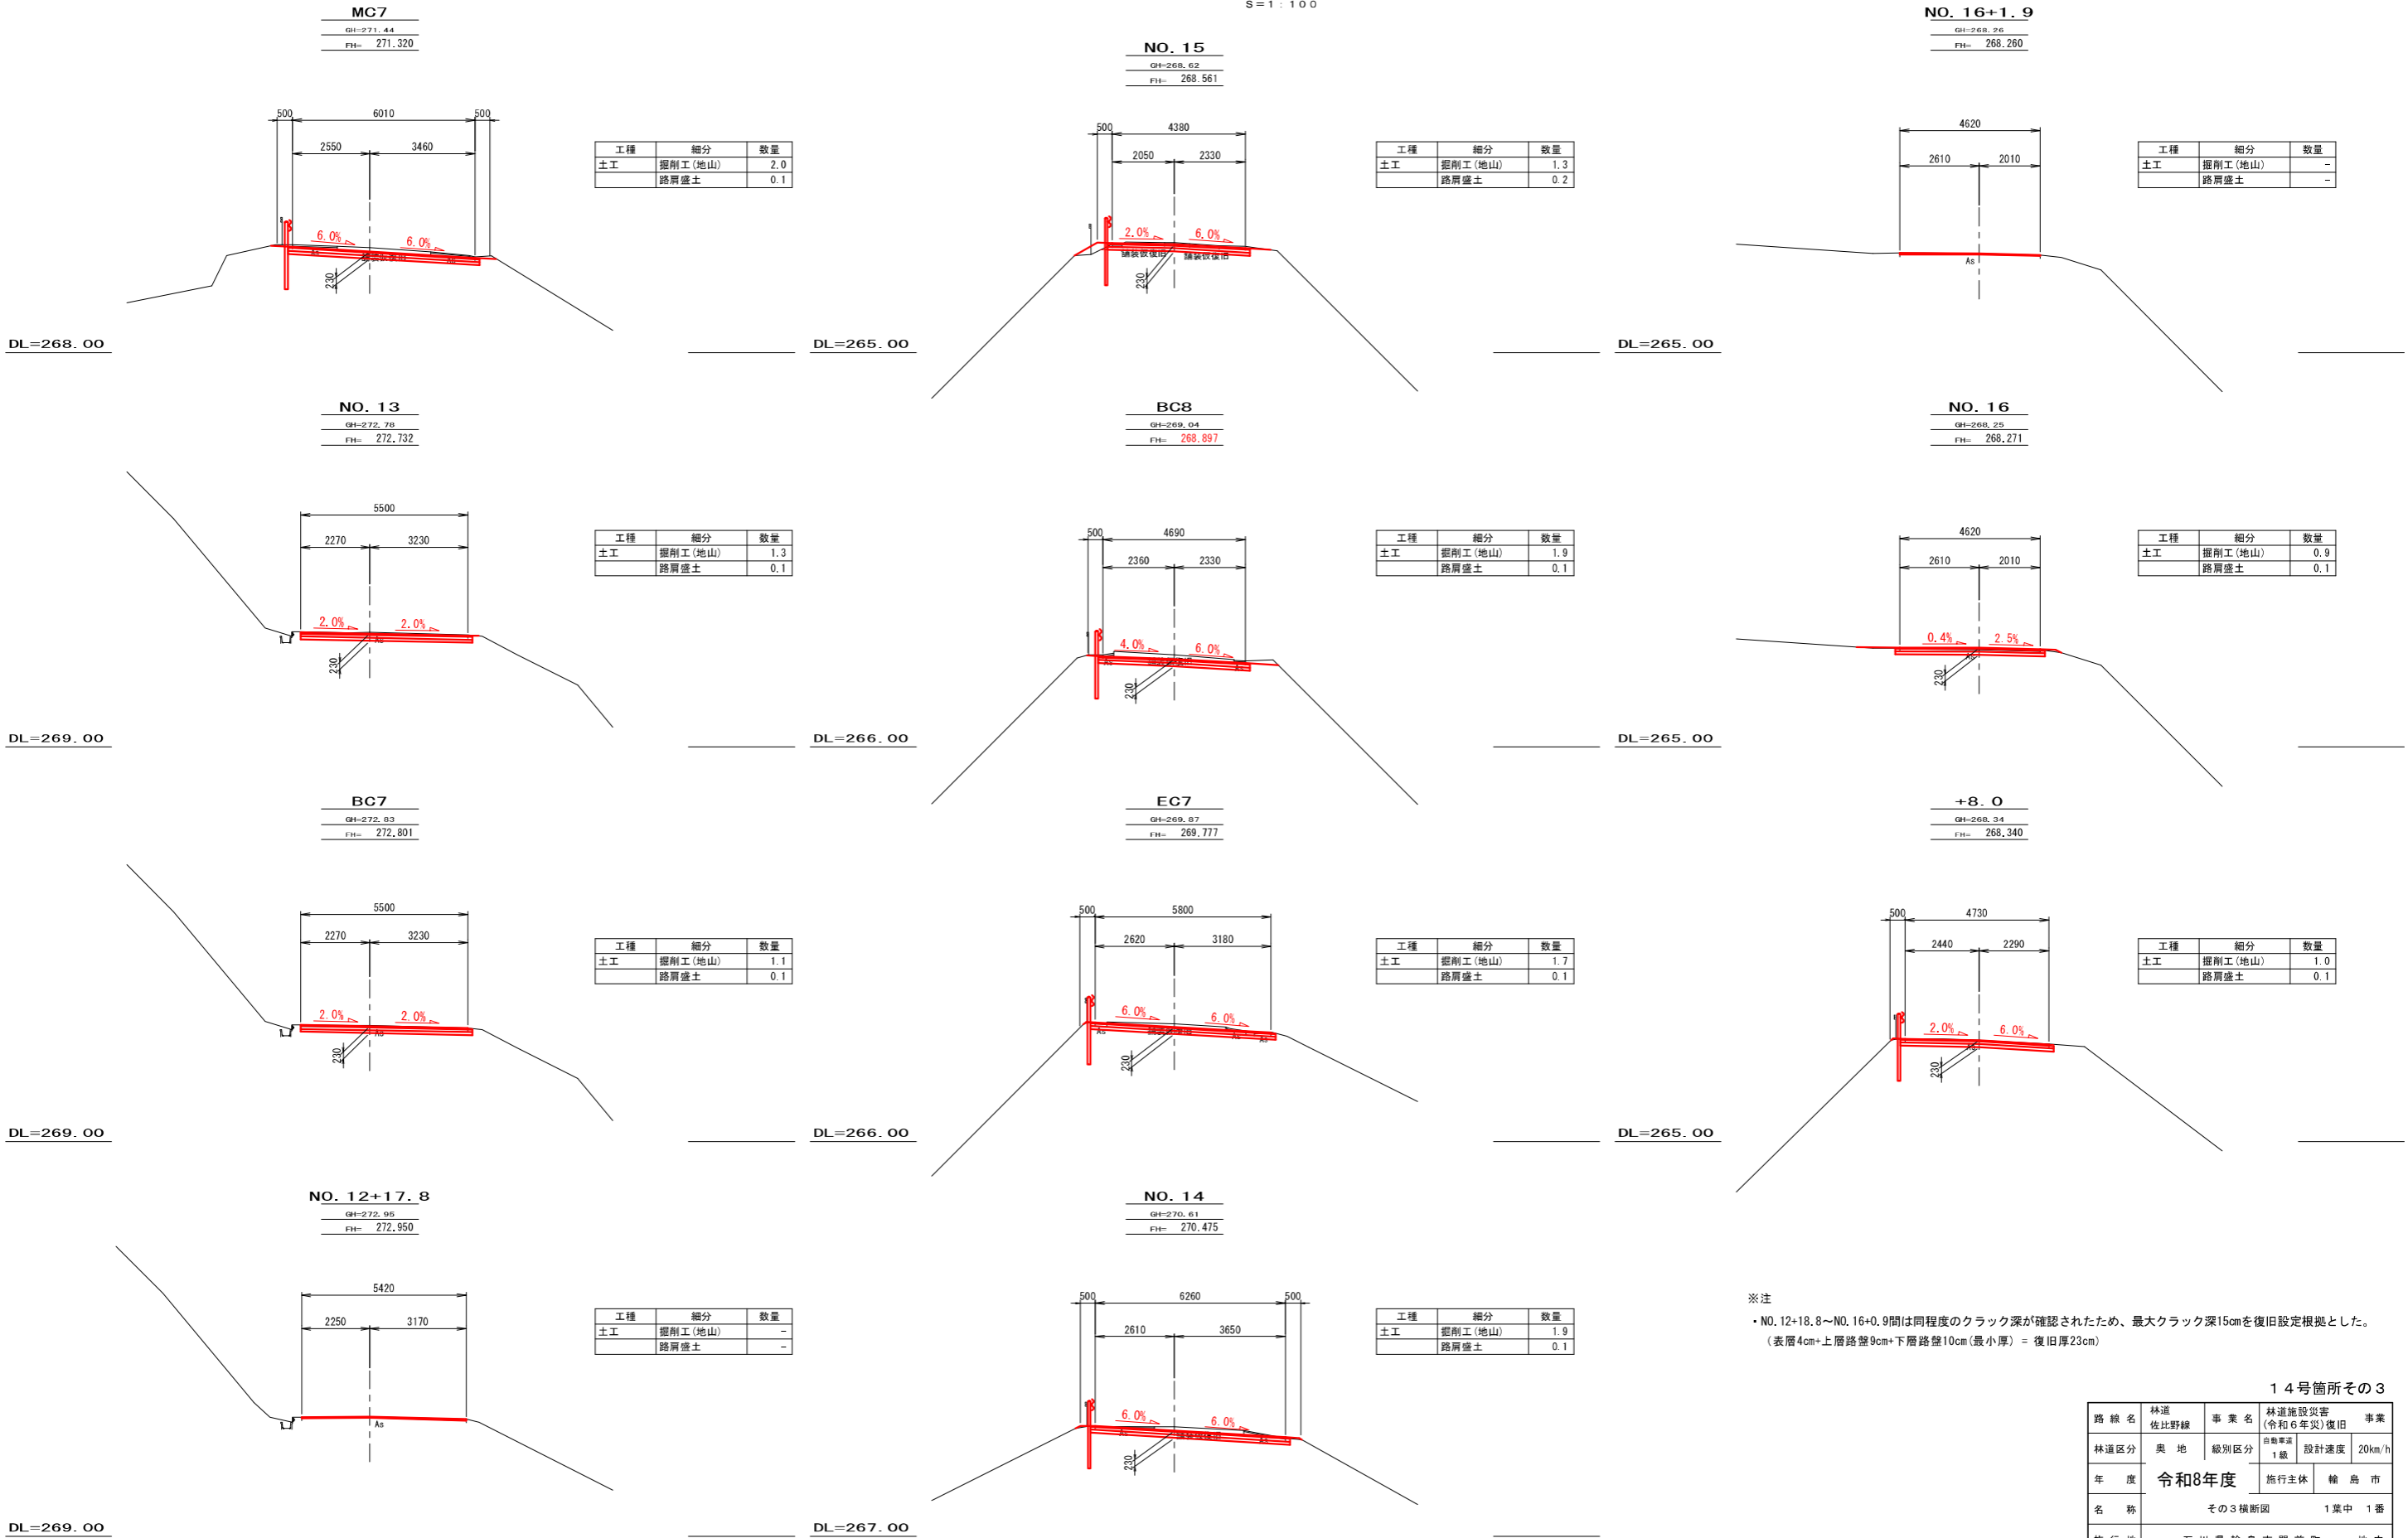 S=1:100
MC7
GH=271.44
FH= 271.320
500 6010 500
2550 3460
6.0% 6.0%
As
230
工種 細分 数量
土工 掘削工(地山) 2.0
路肩盛土 0.1
DL=268.00
NO.15
GH=268.62
FH= 268.561
500 4380
2050 2330
2.0% 6.0%
舗装仮復旧 舗装仮復旧
230
工種 細分 数量
土工 掘削工(地山) 1.3
路肩盛土 0.2
DL=265.00
NO.16+1.9
GH=268.26
FH= 268.260
4620
2610 2010
As
工種 細分 数量
土工 掘削工(地山) -
路肩盛土 -
DL=265.00
NO.13
GH=272.78
FH= 272.732
5500
2270 3230
2.0% 2.0%
As
230
工種 細分 数量
土工 掘削工(地山) 1.3
路肩盛土 0.1
DL=269.00
BC8
GH=269.04
FH= 268.897
500 4690
2360 2330
4.0% 6.0%
As As
230
工種 細分 数量
土工 掘削工(地山) 1.9
路肩盛土 0.1
DL=266.00
NO.16
GH=268.25
FH= 268.271
4620
2610 2010
0.4% 2.5%
As
230
工種 細分 数量
土工 掘削工(地山) 0.9
路肩盛土 0.1
DL=265.00
BC7
GH=272.83
FH= 272.801
5500
2270 3230
2.0% 2.0%
As
230
工種 細分 数量
土工 掘削工(地山) 1.1
路肩盛土 0.1
DL=269.00
EC7
GH=269.87
FH= 269.777
500 5800
2620 3180
6.0% 6.0%
As As As
230
工種 細分 数量
土工 掘削工(地山) 1.7
路肩盛土 0.1
DL=266.00
+8.0
GH=268.34
FH= 268.340
500 4730
2440 2290
2.0% 6.0%
As
230
工種 細分 数量
土工 掘削工(地山) 1.0
路肩盛土 0.1
DL=265.00
NO.12+17.8
GH=272.95
FH= 272.950
5420
2250 3170
As
工種 細分 数量
土工 掘削工(地山) -
路肩盛土 -
DL=269.00
NO.14
GH=270.61
FH= 270.475
500 6260 500
2610 3650
6.0% 6.0%
As As
230
工種 細分 数量
土工 掘削工(地山) 1.9
路肩盛土 0.1
DL=267.00
※注
・NO.12+18.8～NO.16+0.9間は同程度のクラック深が確認されたため、最大クラック深15cmを復旧設定根拠とした。
(表層4cm+上層路盤9cm+下層路盤10cm(最小厚) = 復旧厚23cm)
14号箇所その3
路線名 林道佐比野線 事業名 林道施設災害(令和6年災)復旧 事業
林道区分 奥地 級別区分 自動車道1級 設計速度 20km/h
年度 令和8年度 施行主体 輪島市
名称 その3横断図 1葉中 1番